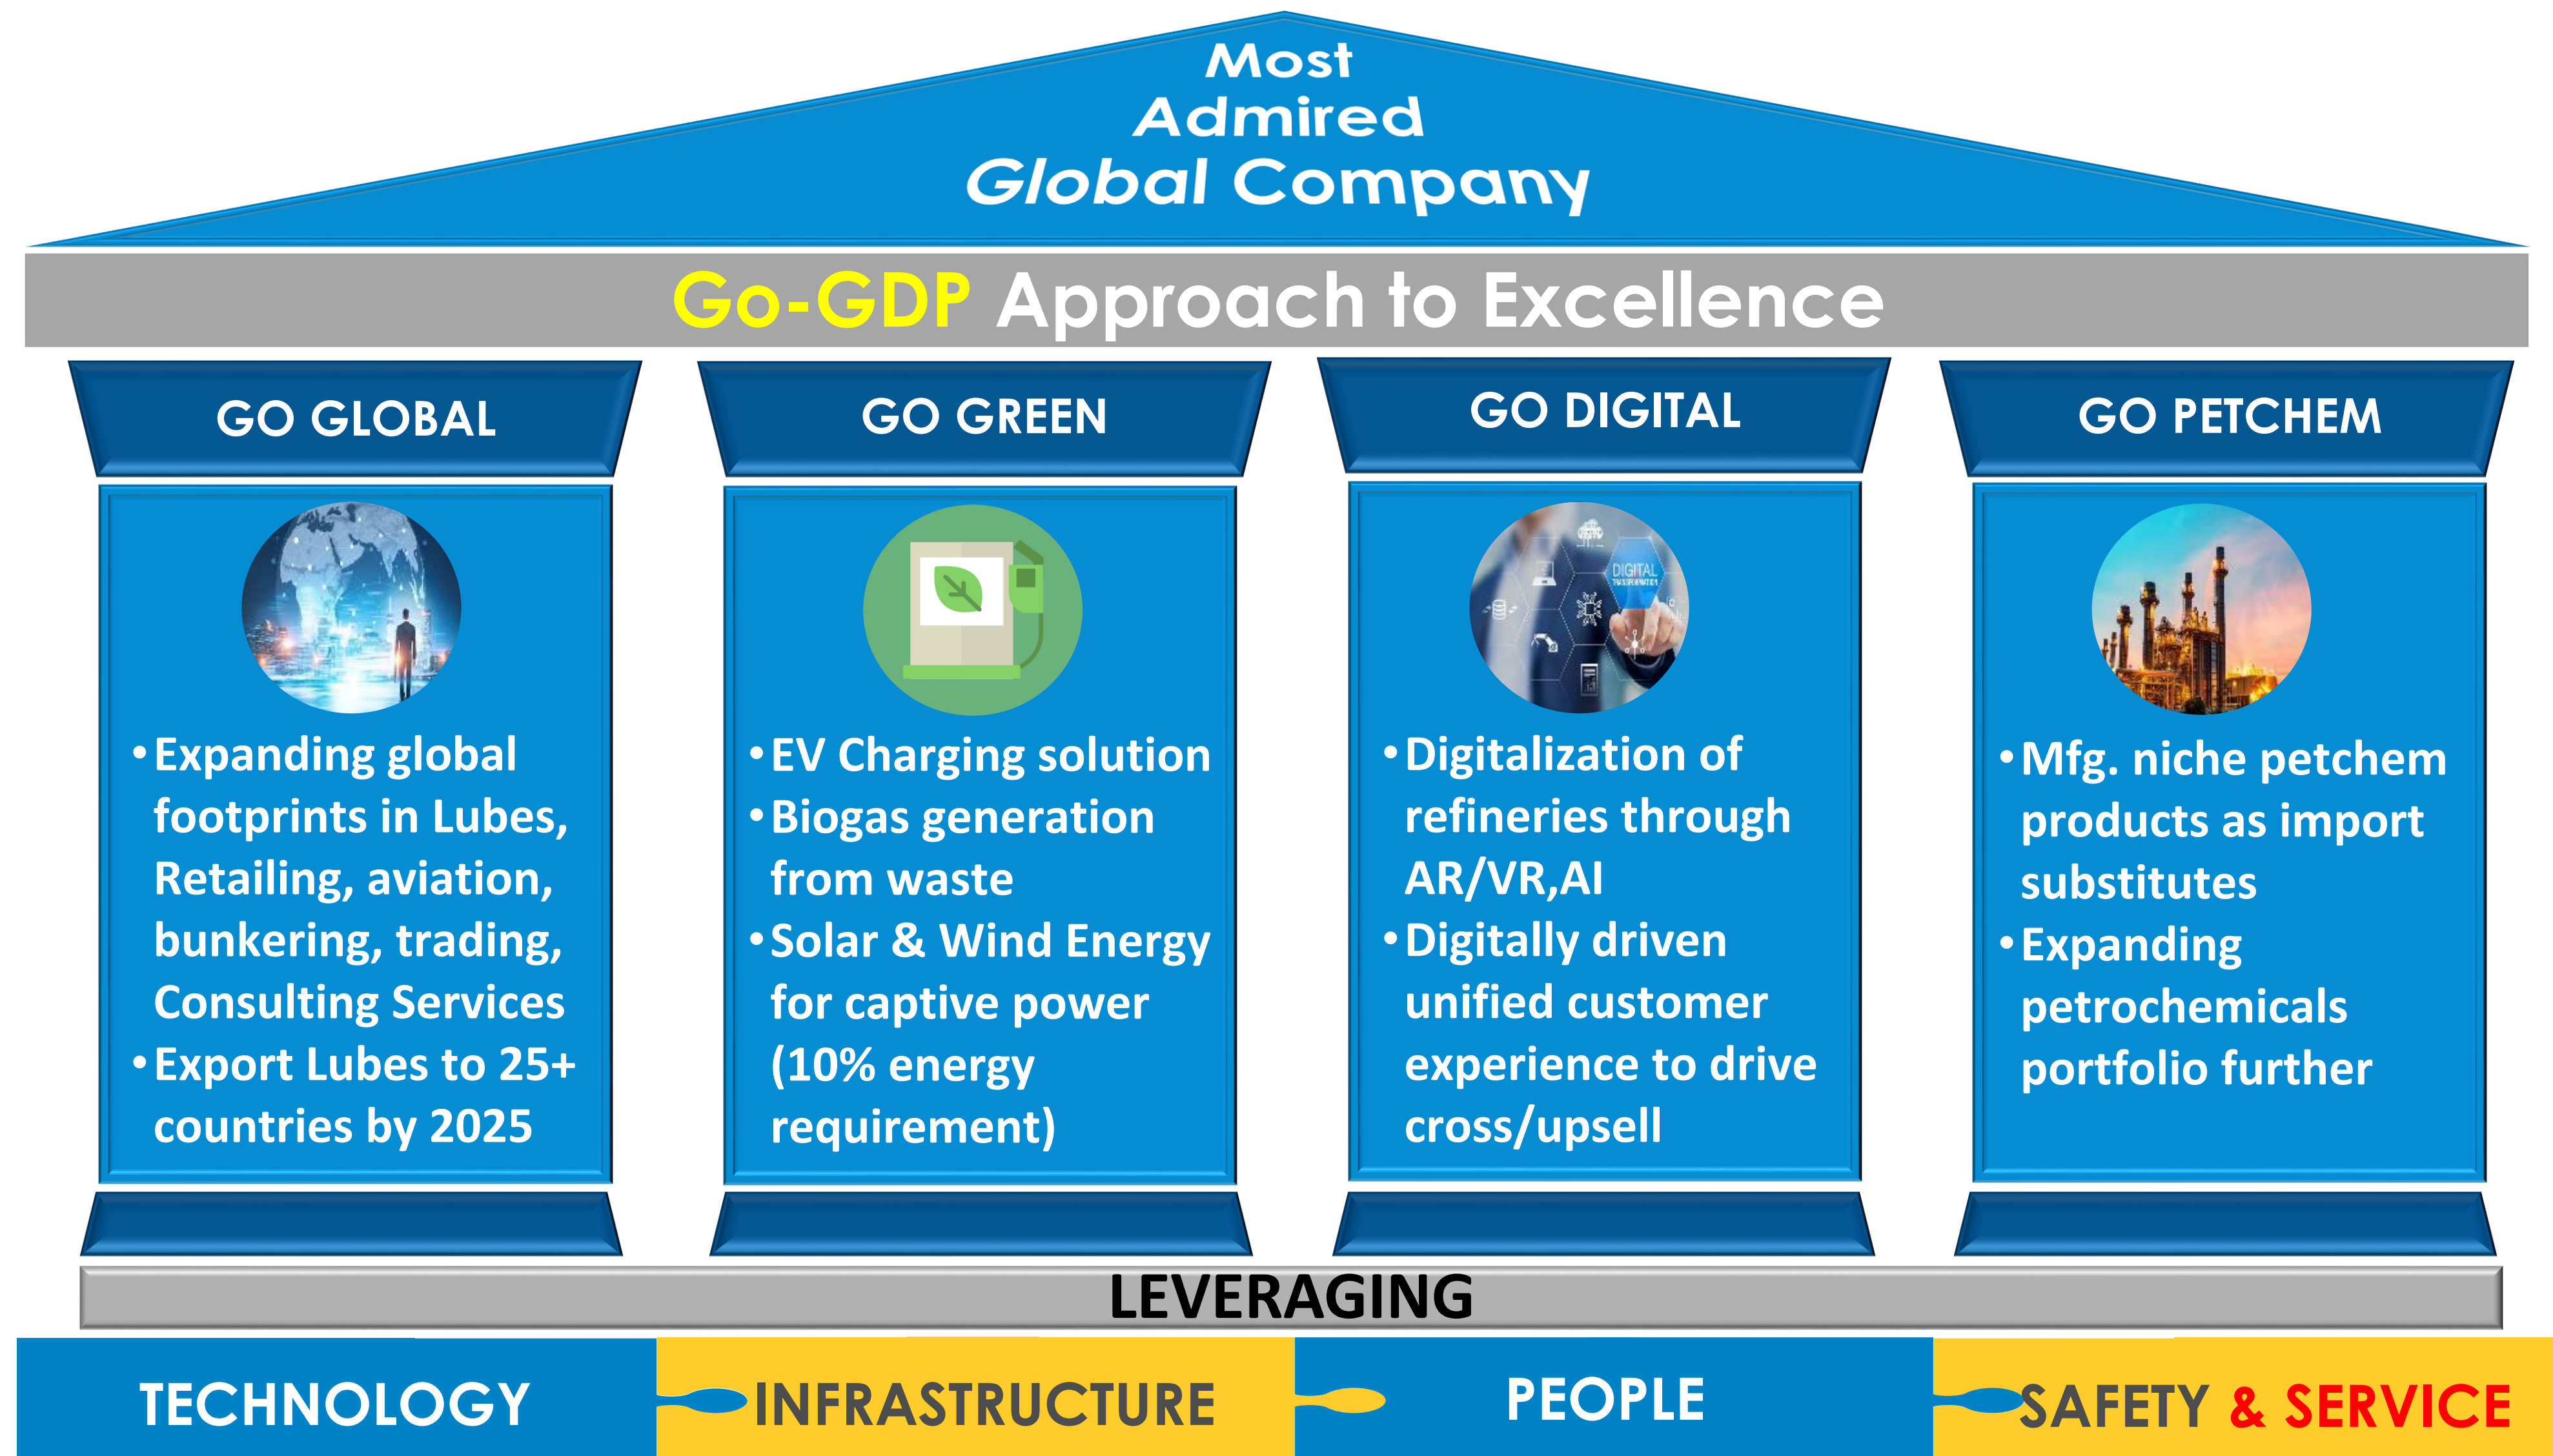 Most
Admired
Global Company
Go-GDP Approach to Excellence
GO GLOBAL
•Expanding global
footprints in Lubes,
Retailing, aviation,
bunkering, trading,
Consulting Services
•Export Lubes to 25+
countries by 2025
GO GREEN
•EV Charging solution
•Biogas generation
from waste
•Solar & Wind Energy
for captive power
(10% energy
requirement)
GO DIGITAL
DIGITAL
TRANSFORMATION
•Digitalization of
refineries through
AR/VR,AI
•Digitally driven
unified customer
experience to drive
cross/upsell
GO PETCHEM
•Mfg. niche petchem
products as import
substitutes
•Expanding
petrochemicals
portfolio further
LEVERAGING
TECHNOLOGY
INFRASTRUCTURE
PEOPLE
SAFETY & SERVICE